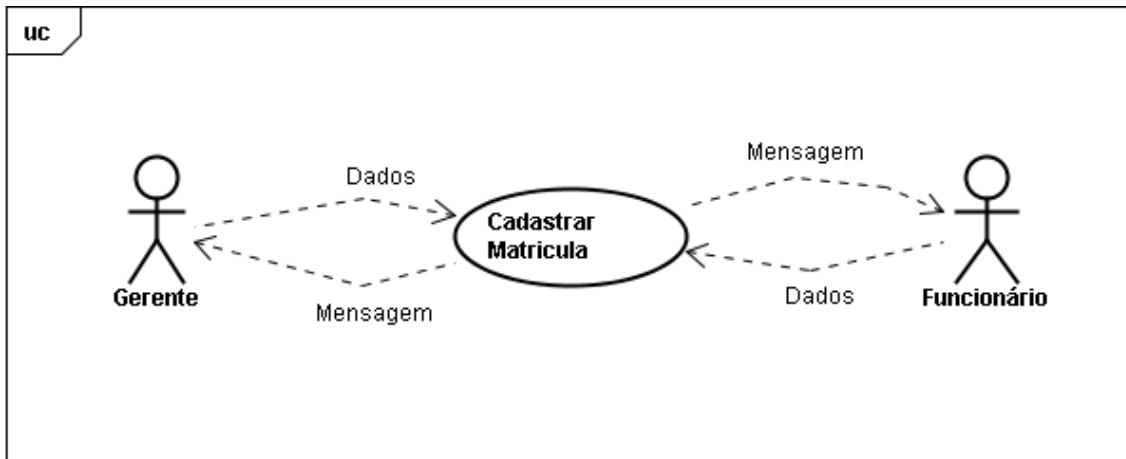 uc
Mensagem
Dados
Cadastrar
Matricula
Gerente
Mensagem
Dados
Funcionário